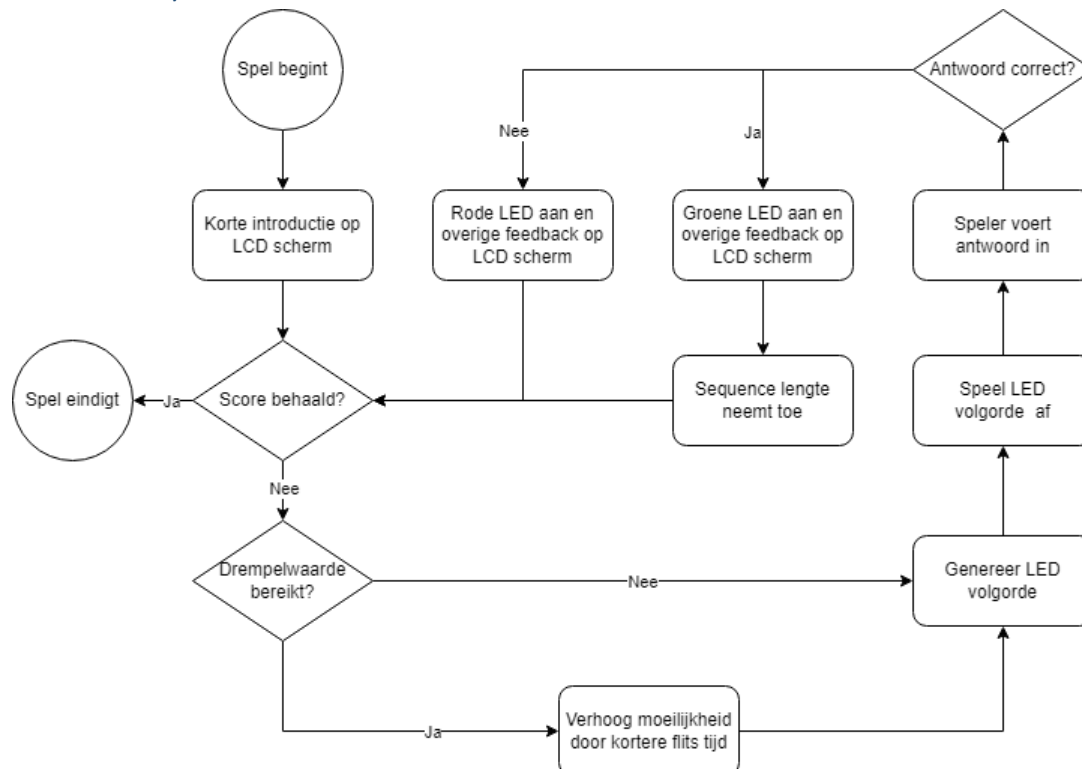 Spel begint
Antwoord correct?
Nee
Ja
Korte introductie op
LCD scherm
Rode LED aan en
overige feedback op
LCD scherm
Groene LED aan en
overige feedback op
LCD scherm
Speler voert
antwoord in
Spel eindigt
Ja
Score behaald?
Sequence lengte
neemt toe
Speel LED
volgorde af
Nee
Drempelwaarde
bereikt?
Nee
Genereer LED
volgorde
Ja
Verhoog moeilijkheid
door kortere flits tijd